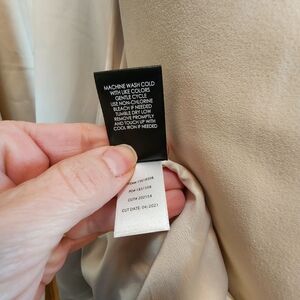 MACHINE WASH COLD
WITH LIKE COLORS
GENTLE CYCLE
USE NON-CHLORINE
BLEACH IF NEEDED
TUMBLE DRY LOW
REMOVE PROMPTLY
AND TOUCH UP WITH
COOL IRON IF NEEDED
CUT DATE: 04/2021